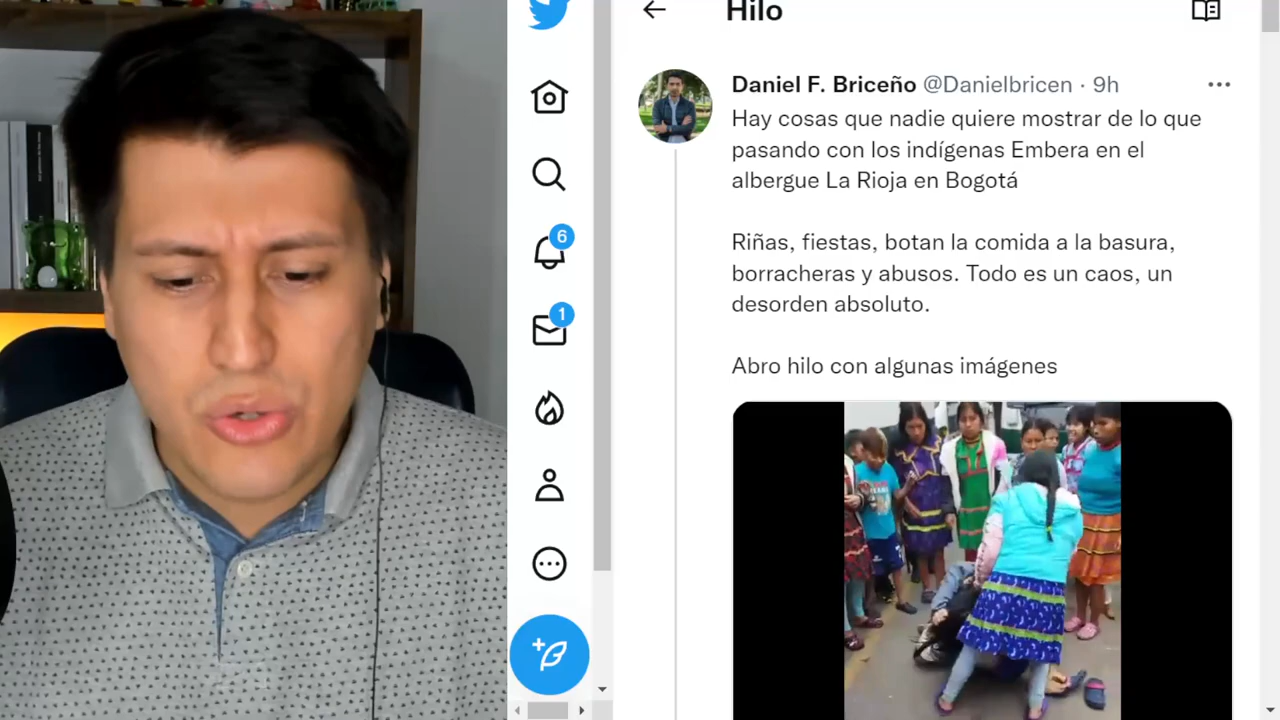 Hilo
Daniel F. Briceño @Danielbricen · 9h
Hay cosas que nadie quiere mostrar de lo que
pasando con los indígenas Embera en el
albergue La Rioja en Bogotá
Riñas, fiestas, botan la comida a la basura,
borracheras y abusos. Todo es un caos, un
desorden absoluto.
Abro hilo con algunas imágenes
6
1